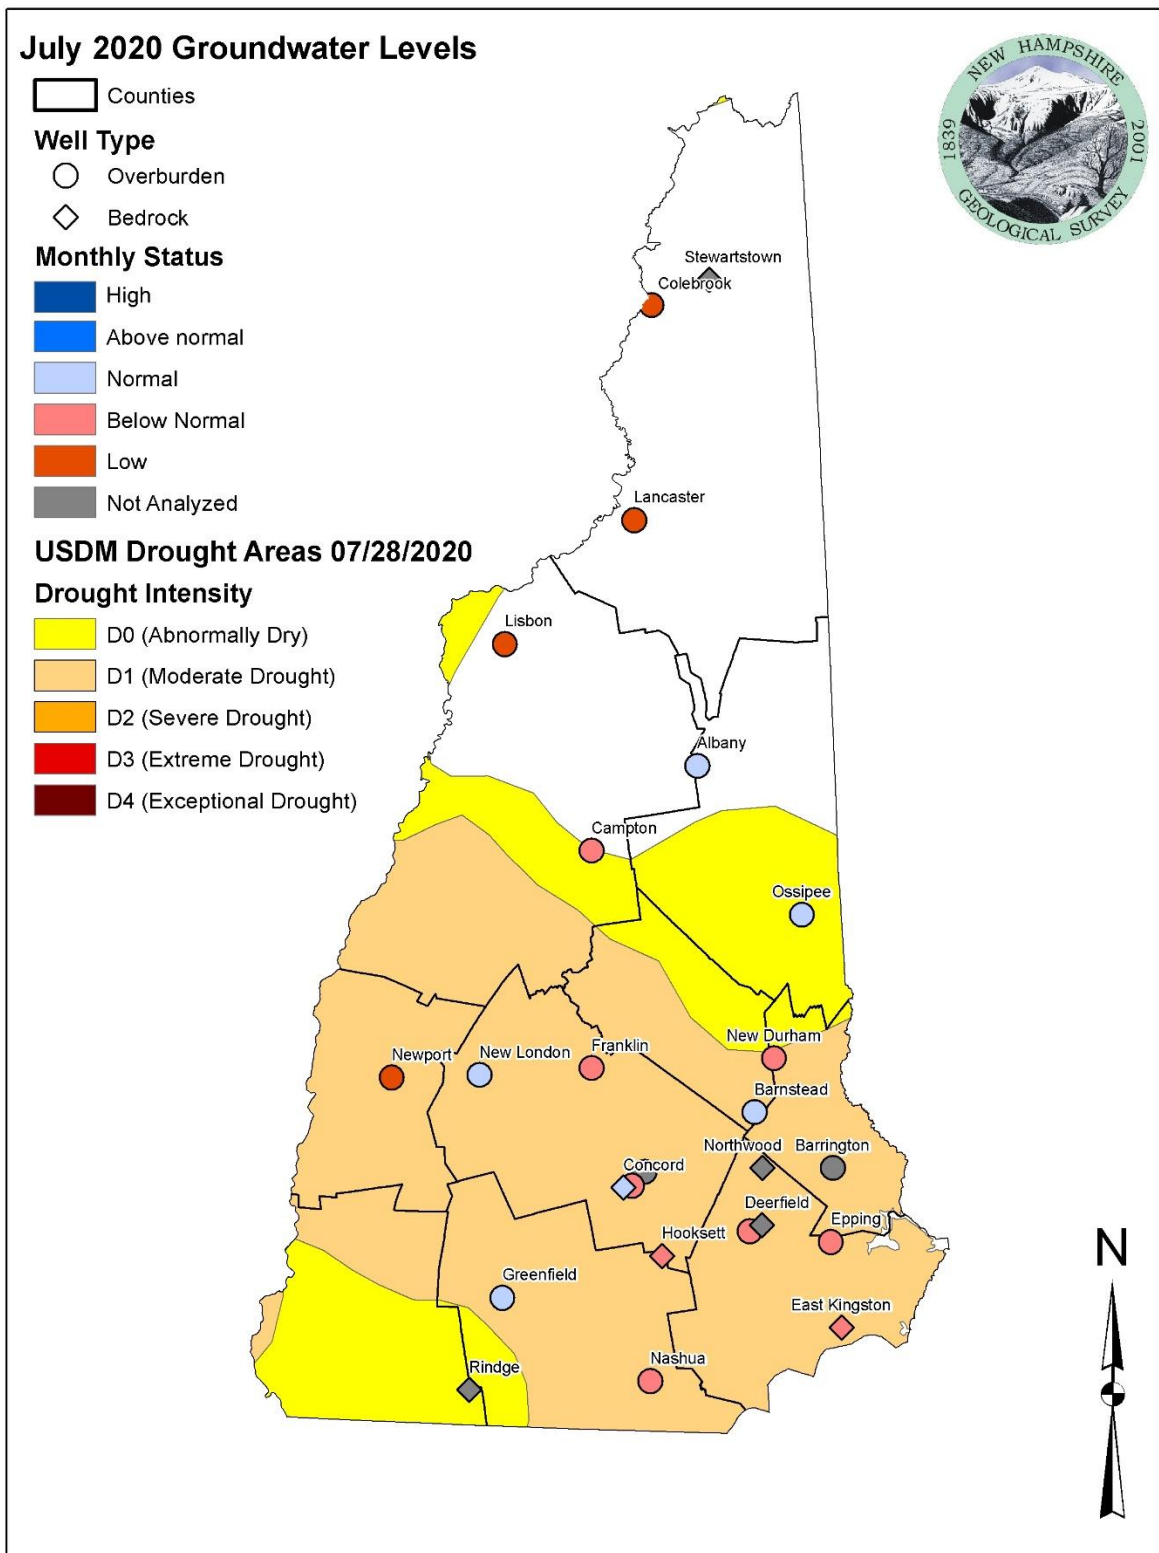 July 2020 Groundwater Levels
Counties
Well Type
Overburden
Bedrock
Monthly Status
High
Above normal
Normal
Below Normal
Low
Not Analyzed
USDM Drought Areas 07/28/2020
Drought Intensity
D0 (Abnormally Dry)
D1 (Moderate Drought)
D2 (Severe Drought)
D3 (Extreme Drought)
D4 (Exceptional Drought)
NEW HAMPSHIRE
1839
2001
GEOLOGICAL SURVEY
Stewartstown
Colebrook
Lancaster
Lisbon
Albany
Campton
Ossipee
New Durham
Newport
New London
Franklin
Barnstead
Northwood
Barrington
Concord
Deerfield
Epping
Hooksett
Greenfield
East Kingston
Nashua
Rindge
N